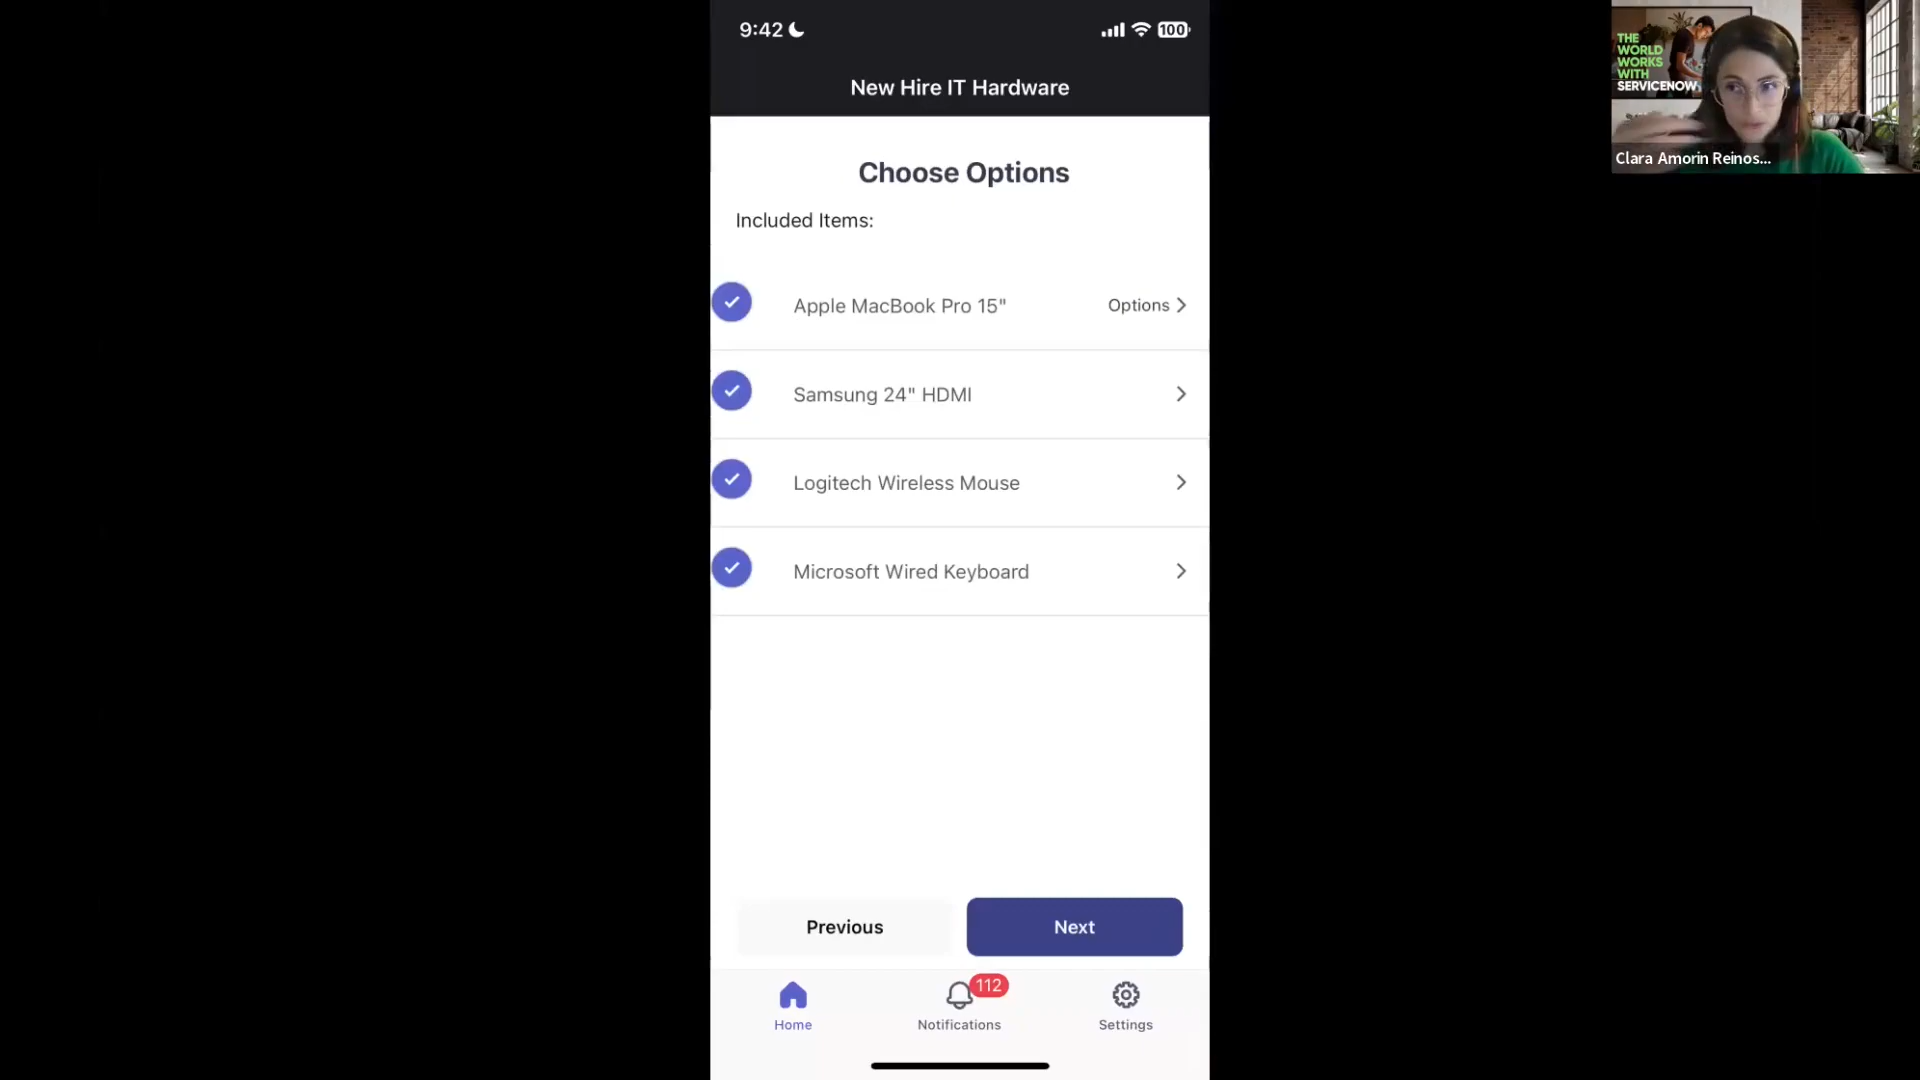 9:42
100
New Hire IT Hardware
Choose Options
Included Items:
Apple MacBook Pro 15"
Options
Samsung 24" HDMI
Logitech Wireless Mouse
Microsoft Wired Keyboard
Previous
Next
112
Home
Notifications
Settings
THE
WORLD
WORKS
WITH
SERVICENOW
Clara Amorin Reinos...